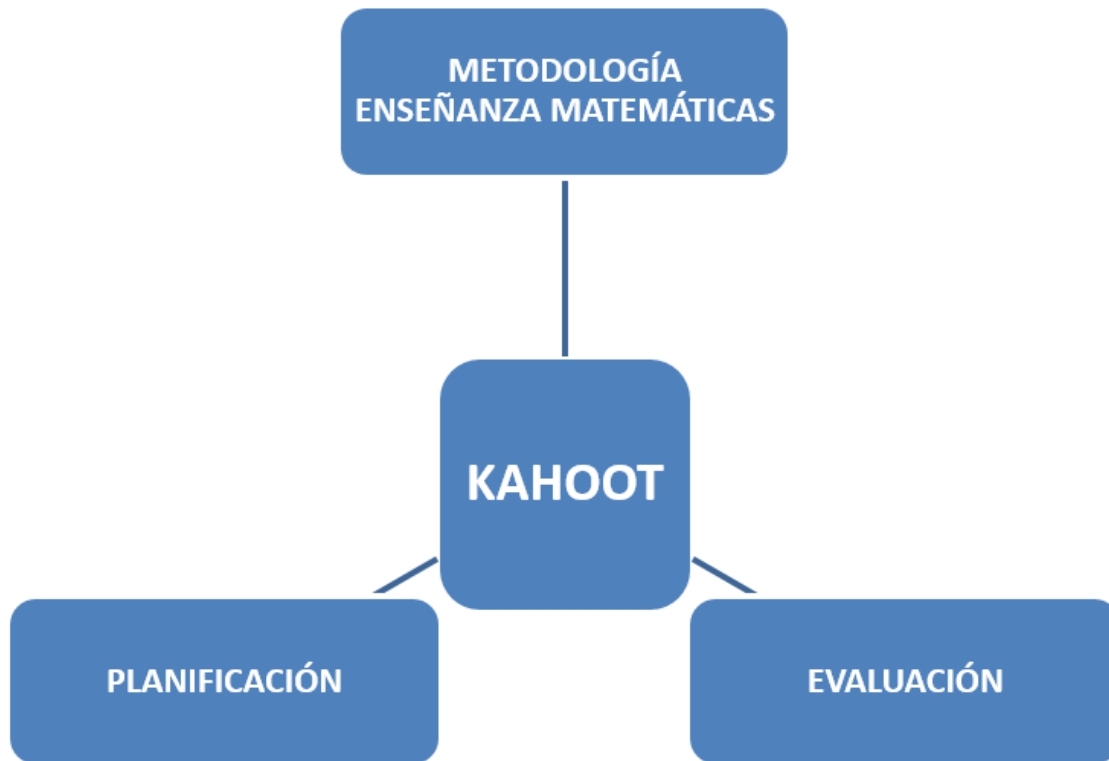 METODOLOGÍA
ENSEÑANZA MATEMÁTICAS
KAHOOT
PLANIFICACIÓN
EVALUACIÓN